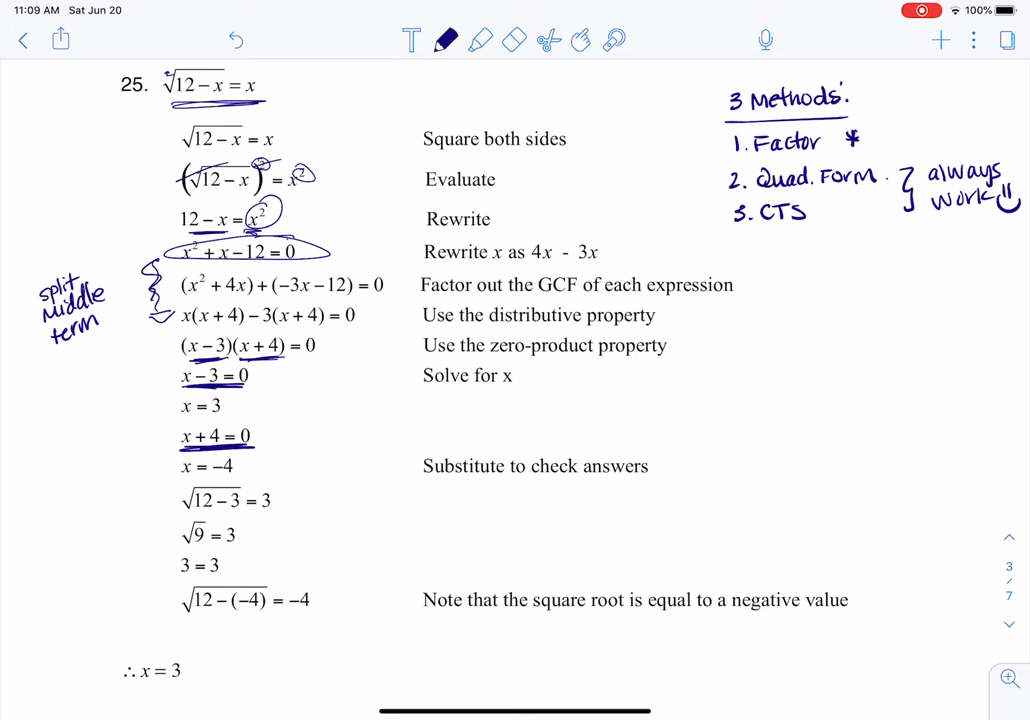 11:09 AM Sat Jun 20
100%
25. ²√(12 − x) = x
3 Methods:
√(12 − x) = x Square both sides
1. Factor *
(√(12 − x))² = x² Evaluate
2. Quad. Form. } always work
12 − x = x² Rewrite
3. CTS
x² + x − 12 = 0 Rewrite x as 4x - 3x
split middle term
(x² + 4x) + (−3x − 12) = 0 Factor out the GCF of each expression
x(x + 4) − 3(x + 4) = 0 Use the distributive property
(x − 3)(x + 4) = 0 Use the zero-product property
x − 3 = 0 Solve for x
x = 3
x + 4 = 0
x = −4 Substitute to check answers
√(12 − 3) = 3
√9 = 3
3 = 3
√(12 − (−4)) = −4 Note that the square root is equal to a negative value
∴ x = 3
3
/
7